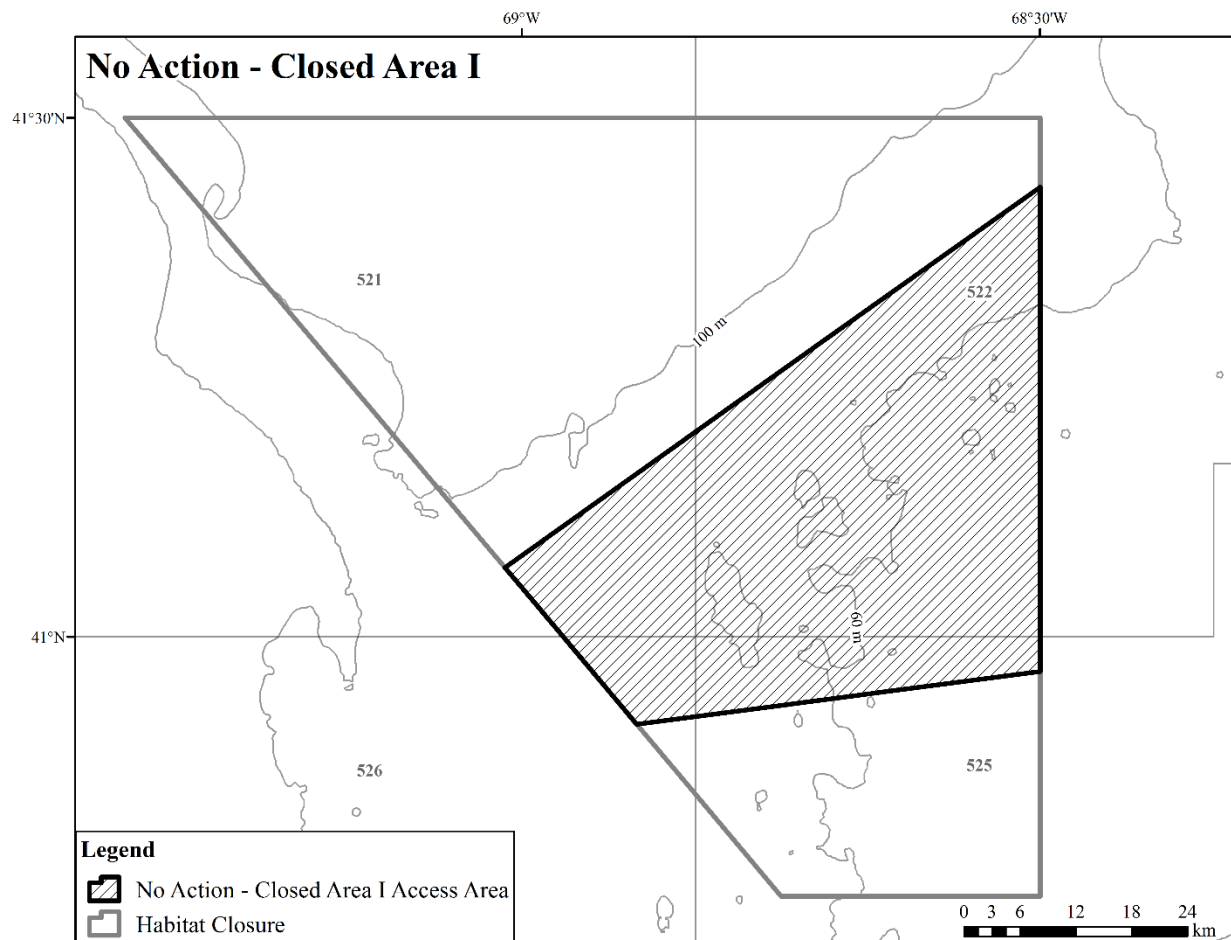 69°W 68°30'W
No Action - Closed Area I
41°30'N
521
522
100 m
60 m
41°N
526
525
Legend
No Action - Closed Area I Access Area
Habitat Closure
0 3 6 12 18 24
km